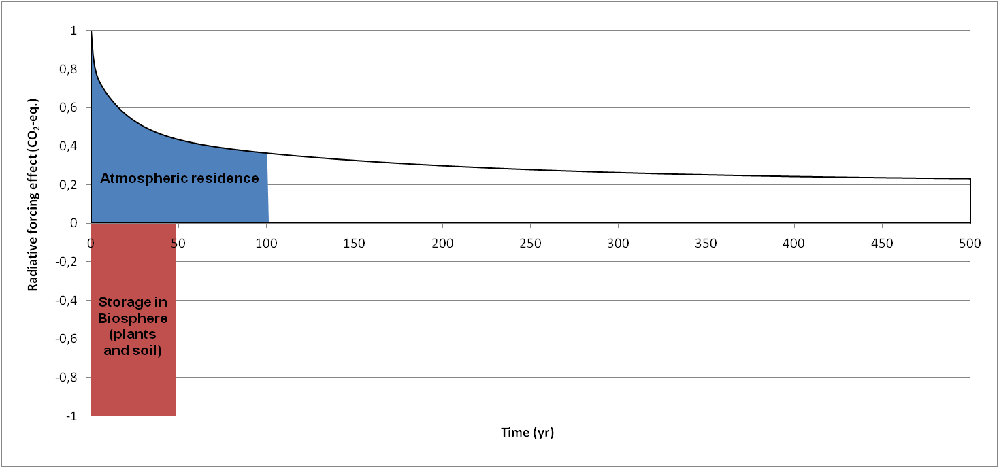 Radiative forcing effect (CO₂-eq.)
1
0,8
0,6
0,4
0,2
0
-0,2
-0,4
-0,6
-0,8
-1
Atmospheric residence
0 50 100 150 200 250 300 350 400 450 500
Storage in
Biosphere
(plants
and soil)
Time (yr)